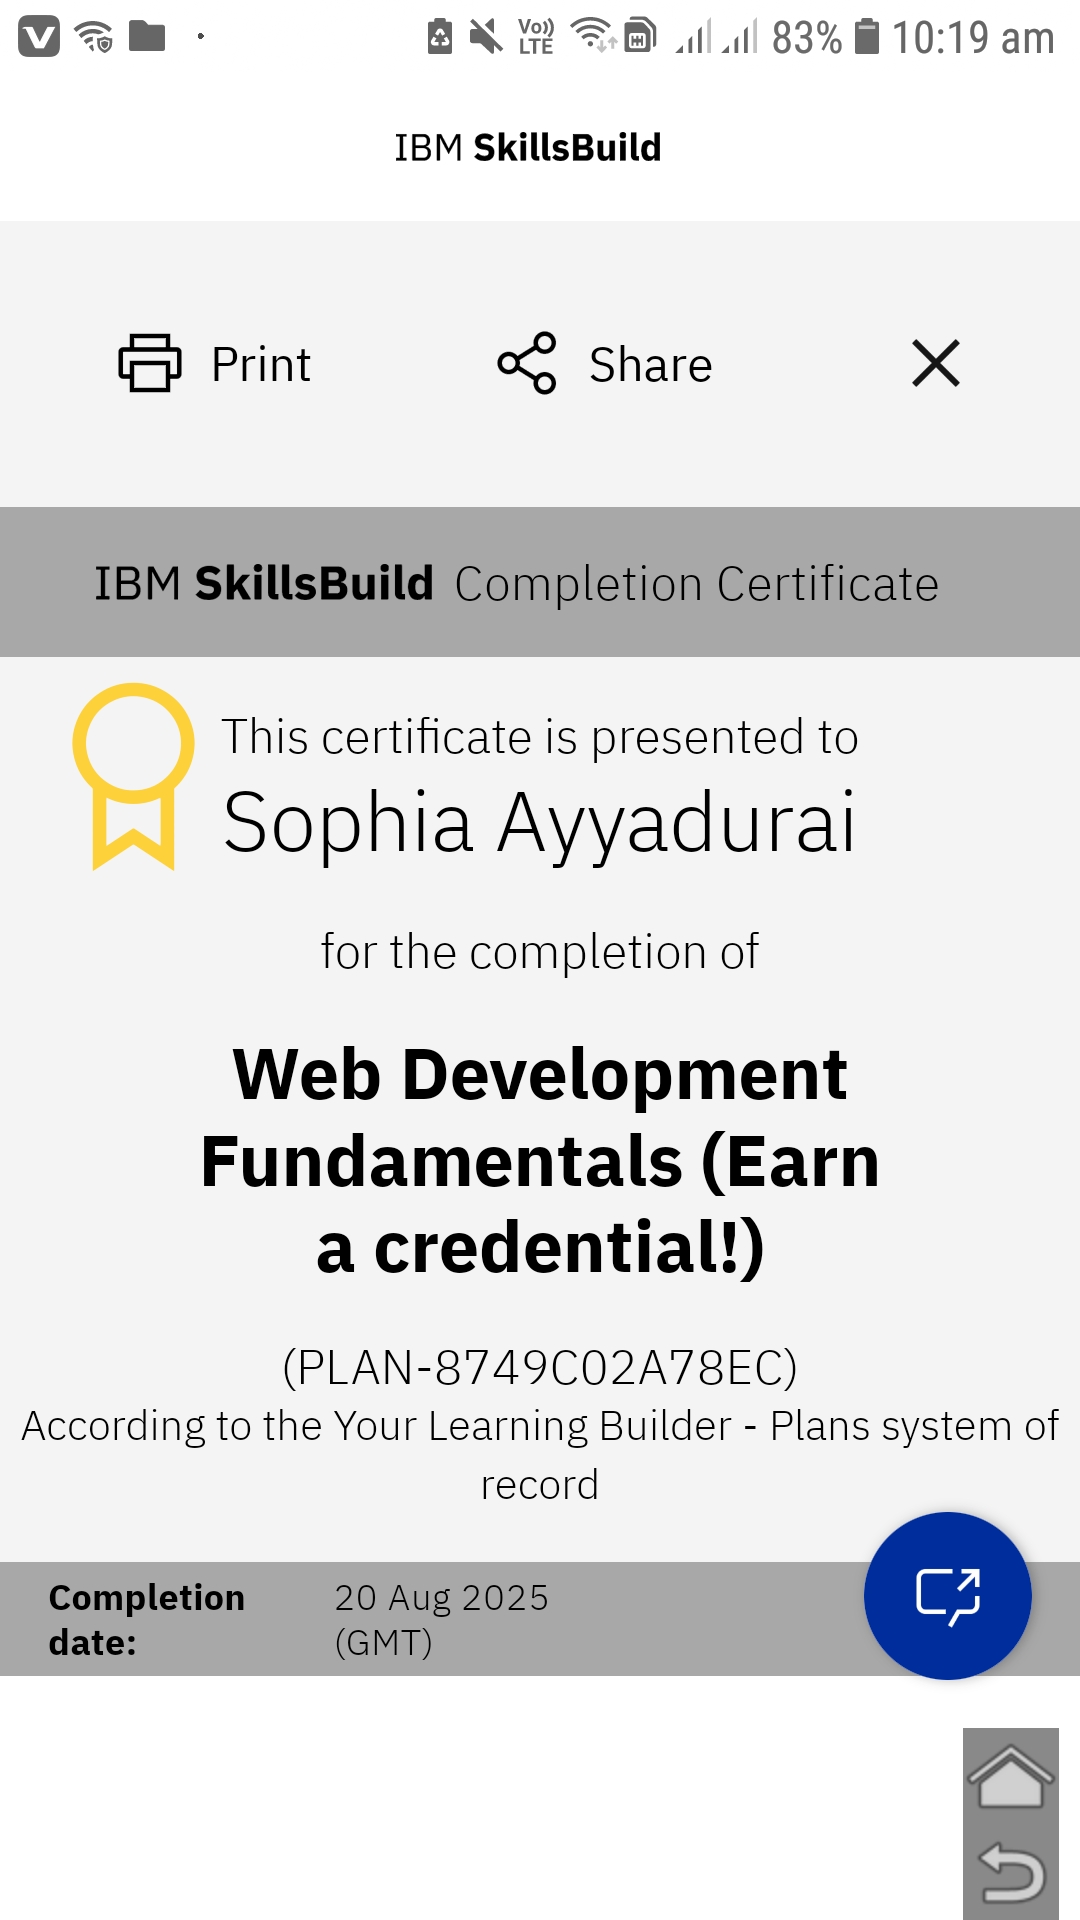 Vo)) LTE 83% 10:19 am
IBM SkillsBuild
Print Share
IBM SkillsBuild Completion Certificate
This certificate is presented to
Sophia Ayyadurai
for the completion of
Web Development
Fundamentals (Earn
a credential!)
(PLAN-8749C02A78EC)
According to the Your Learning Builder - Plans system of
record
Completion date: 20 Aug 2025 (GMT)